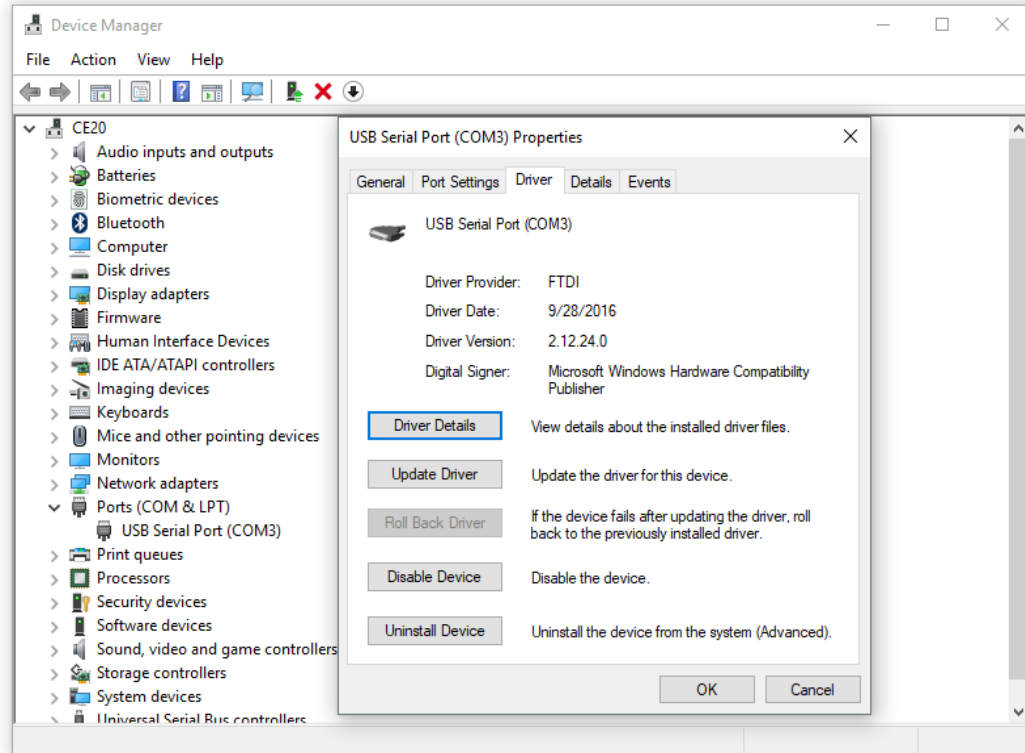 Device Manager
File Action View Help
CE20
Audio inputs and outputs
Batteries
Biometric devices
Bluetooth
Computer
Disk drives
Display adapters
Firmware
Human Interface Devices
IDE ATA/ATAPI controllers
Imaging devices
Keyboards
Mice and other pointing devices
Monitors
Network adapters
Ports (COM & LPT)
USB Serial Port (COM3)
Print queues
Processors
Security devices
Software devices
Sound, video and game controllers
Storage controllers
System devices
Universal Serial Bus controllers
USB Serial Port (COM3) Properties
General Port Settings Driver Details Events
USB Serial Port (COM3)
Driver Provider: FTDI
Driver Date: 9/28/2016
Driver Version: 2.12.24.0
Digital Signer: Microsoft Windows Hardware Compatibility
Publisher
Driver Details View details about the installed driver files.
Update Driver Update the driver for this device.
Roll Back Driver If the device fails after updating the driver, roll
back to the previously installed driver.
Disable Device Disable the device.
Uninstall Device Uninstall the device from the system (Advanced).
OK Cancel